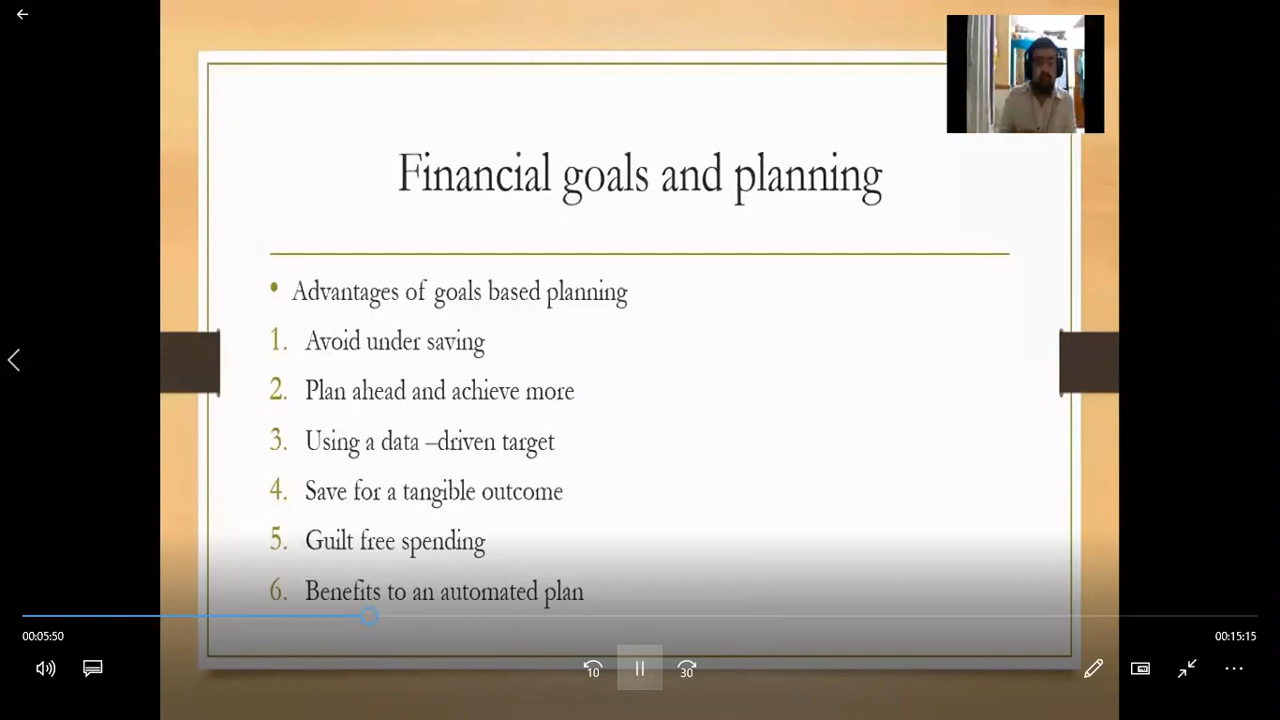 Financial goals and planning
• Advantages of goals based planning
1. Avoid under saving
2. Plan ahead and achieve more
3. Using a data –driven target
4. Save for a tangible outcome
5. Guilt free spending
6. Benefits to an automated plan
00:05:50
00:15:15
10
30